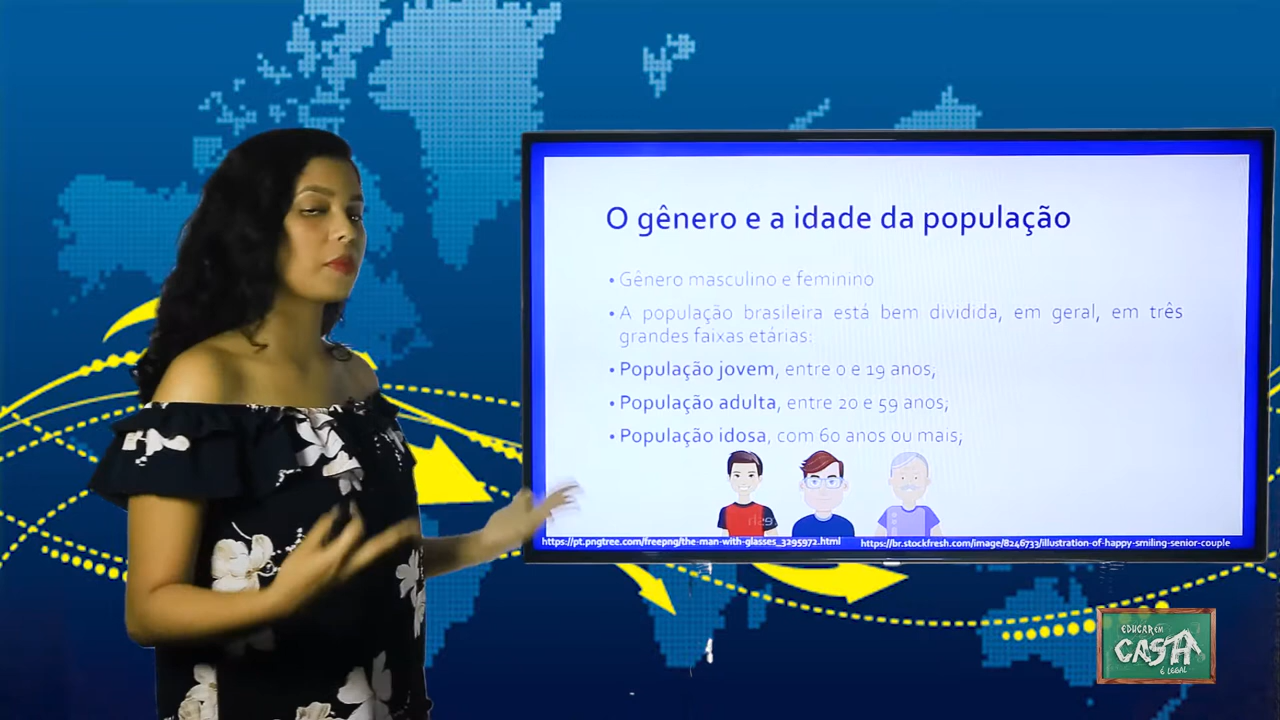 O gênero e a idade da população
• Gênero masculino e feminino
• A população brasileira está bem dividida, em geral, em três
grandes faixas etárias:
• População jovem, entre 0 e 19 anos;
• População adulta, entre 20 e 59 anos;
• População idosa, com 60 anos ou mais;
https://pt.pngtree.com/freepng/the-man-with-glasses_3295972.html
https://br.stockfresh.com/image/8246733/illustration-of-happy-smiling-senior-couple
EDUCAR EM
CASA
É LEGAL